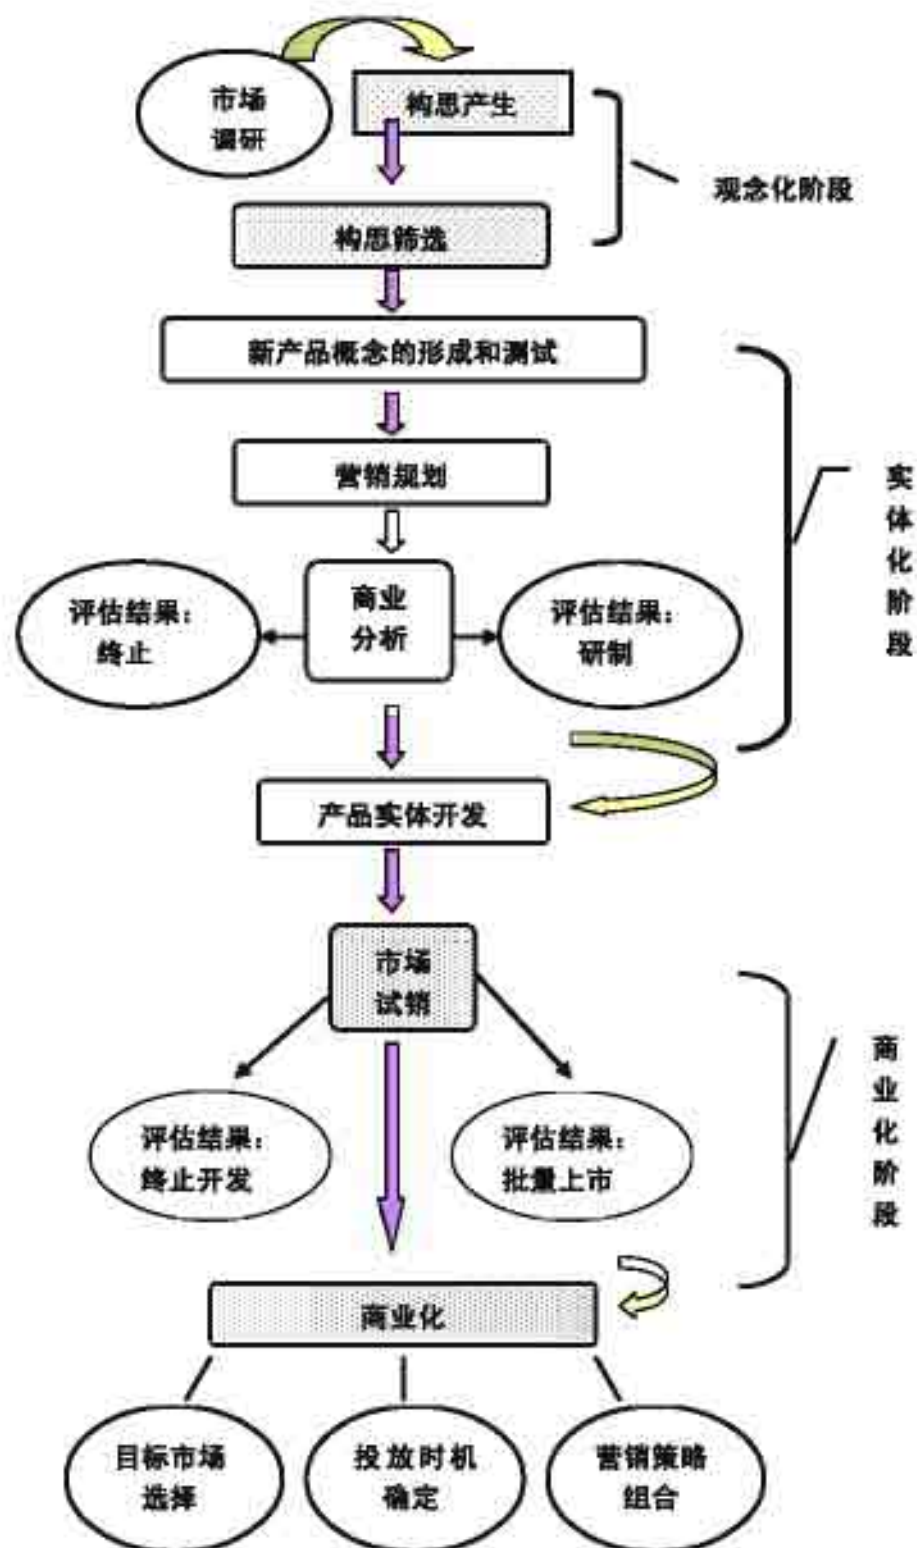 市场
调研
构思产生
观念化阶段
构思筛选
新产品概念的形成和测试
营销规划
实体化阶段
评估结果：
终止
商业
分析
评估结果：
研制
产品实体开发
市场
试销
商业化阶段
评估结果：
终止开发
评估结果：
批量上市
商业化
目标市场
选择
投放时机
确定
营销策略
组合